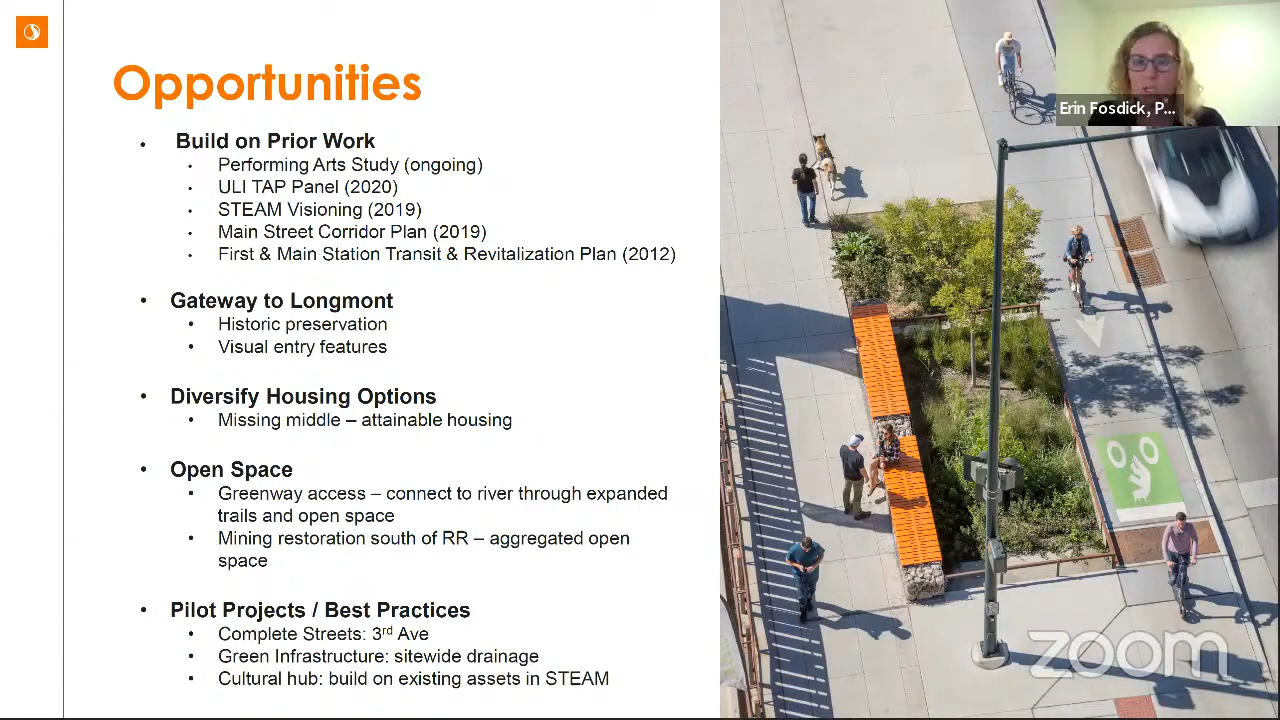 Opportunities
• Build on Prior Work
• Performing Arts Study (ongoing)
• ULI TAP Panel (2020)
• STEAM Visioning (2019)
• Main Street Corridor Plan (2019)
• First & Main Station Transit & Revitalization Plan (2012)
• Gateway to Longmont
• Historic preservation
• Visual entry features
• Diversify Housing Options
• Missing middle – attainable housing
• Open Space
• Greenway access – connect to river through expanded
trails and open space
• Mining restoration south of RR – aggregated open
space
• Pilot Projects / Best Practices
• Complete Streets: 3rd Ave
• Green Infrastructure: sitewide drainage
• Cultural hub: build on existing assets in STEAM
Erin Fosdick, P...
zoom